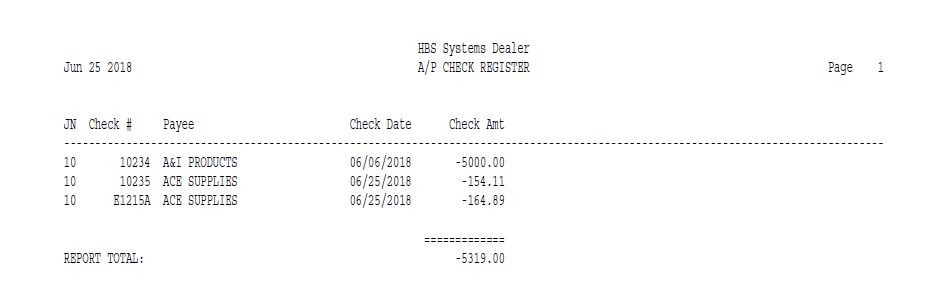 HBS Systems Dealer
Jun 25 2018 A/P CHECK REGISTER Page 1
JN Check # Payee Check Date Check Amt
--------------------------------------------------------------------------------------------------------------------------------------
10 10234 A&I PRODUCTS 06/06/2018 -5000.00
10 10235 ACE SUPPLIES 06/25/2018 -154.11
10 E1215A ACE SUPPLIES 06/25/2018 -164.89
=============
REPORT TOTAL: -5319.00